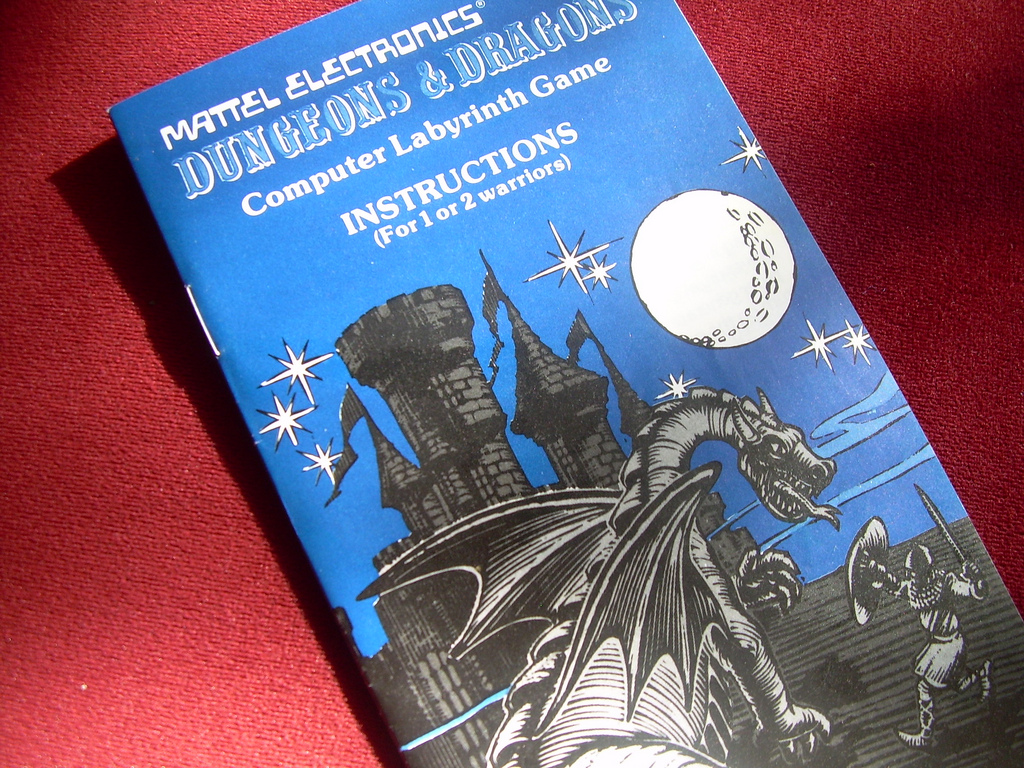 MATTEL ELECTRONICS®
DUNGEONS & DRAGONS
Computer Labyrinth Game
INSTRUCTIONS
(For 1 or 2 warriors)